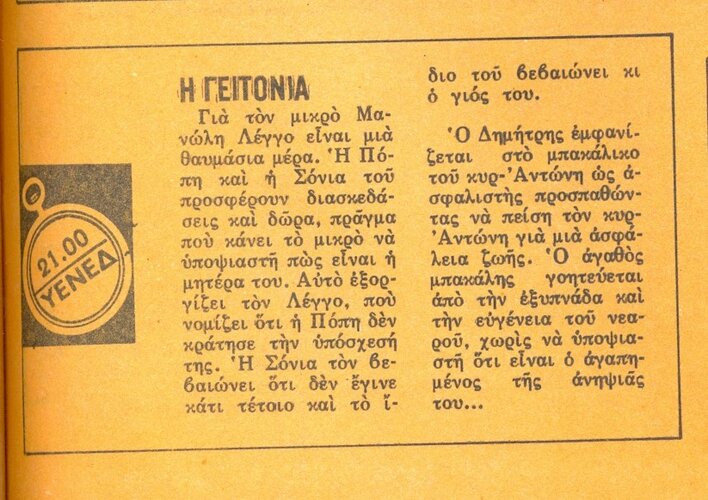 21.00
ΥΕΝΕΔ
Η ΓΕΙΤΟΝΙΑ
Γιὰ τὸν μικρὸ Μα-
νώλη Λέγγο εἶναι μιὰ
θαυμάσια μέρα. Ἡ Πό-
πη καὶ ἡ Σόνια τοῦ
προσφέρουν διασκεδά-
σεις καὶ δῶρα, πρᾶγμα
ποὺ κάνει τὸ μικρὸ νὰ
ὑποψιαστῆ πὼς εἶναι ἡ
μητέρα του. Αὐτὸ ἐξορ-
γίζει τὸν Λέγγο, ποὺ
νομίζει ὅτι ἡ Πόπη δὲν
κράτησε τὴν ὑπόσχεσή
της. Ἡ Σόνια τὸν βε-
βαιώνει ὅτι δὲν ἔγινε
κάτι τέτοιο καὶ τὸ ἴ-
διο τοῦ βεβαιώνει κι
ὁ γιός του.
Ὁ Δημήτρης ἐμφανί-
ζεται στὸ μπακάλικο
τοῦ κυρ-Ἀντώνη ὡς ἀ-
σφαλιστὴς προσπαθών-
τας νὰ πείση τὸν κυρ-
Ἀντώνη γιὰ μιὰ ἀσφά-
λεια ζωῆς. Ὁ ἀγαθὸς
μπακάλης γοητεύεται
ἀπὸ τὴν ἐξυπνάδα καὶ
τὴν εὐγένεια τοῦ νεα-
ροῦ, χωρὶς νὰ ὑποψια-
στῆ ὅτι εἶναι ὁ ἀγαπη-
μένος τῆς ἀνηψιᾶς
του...